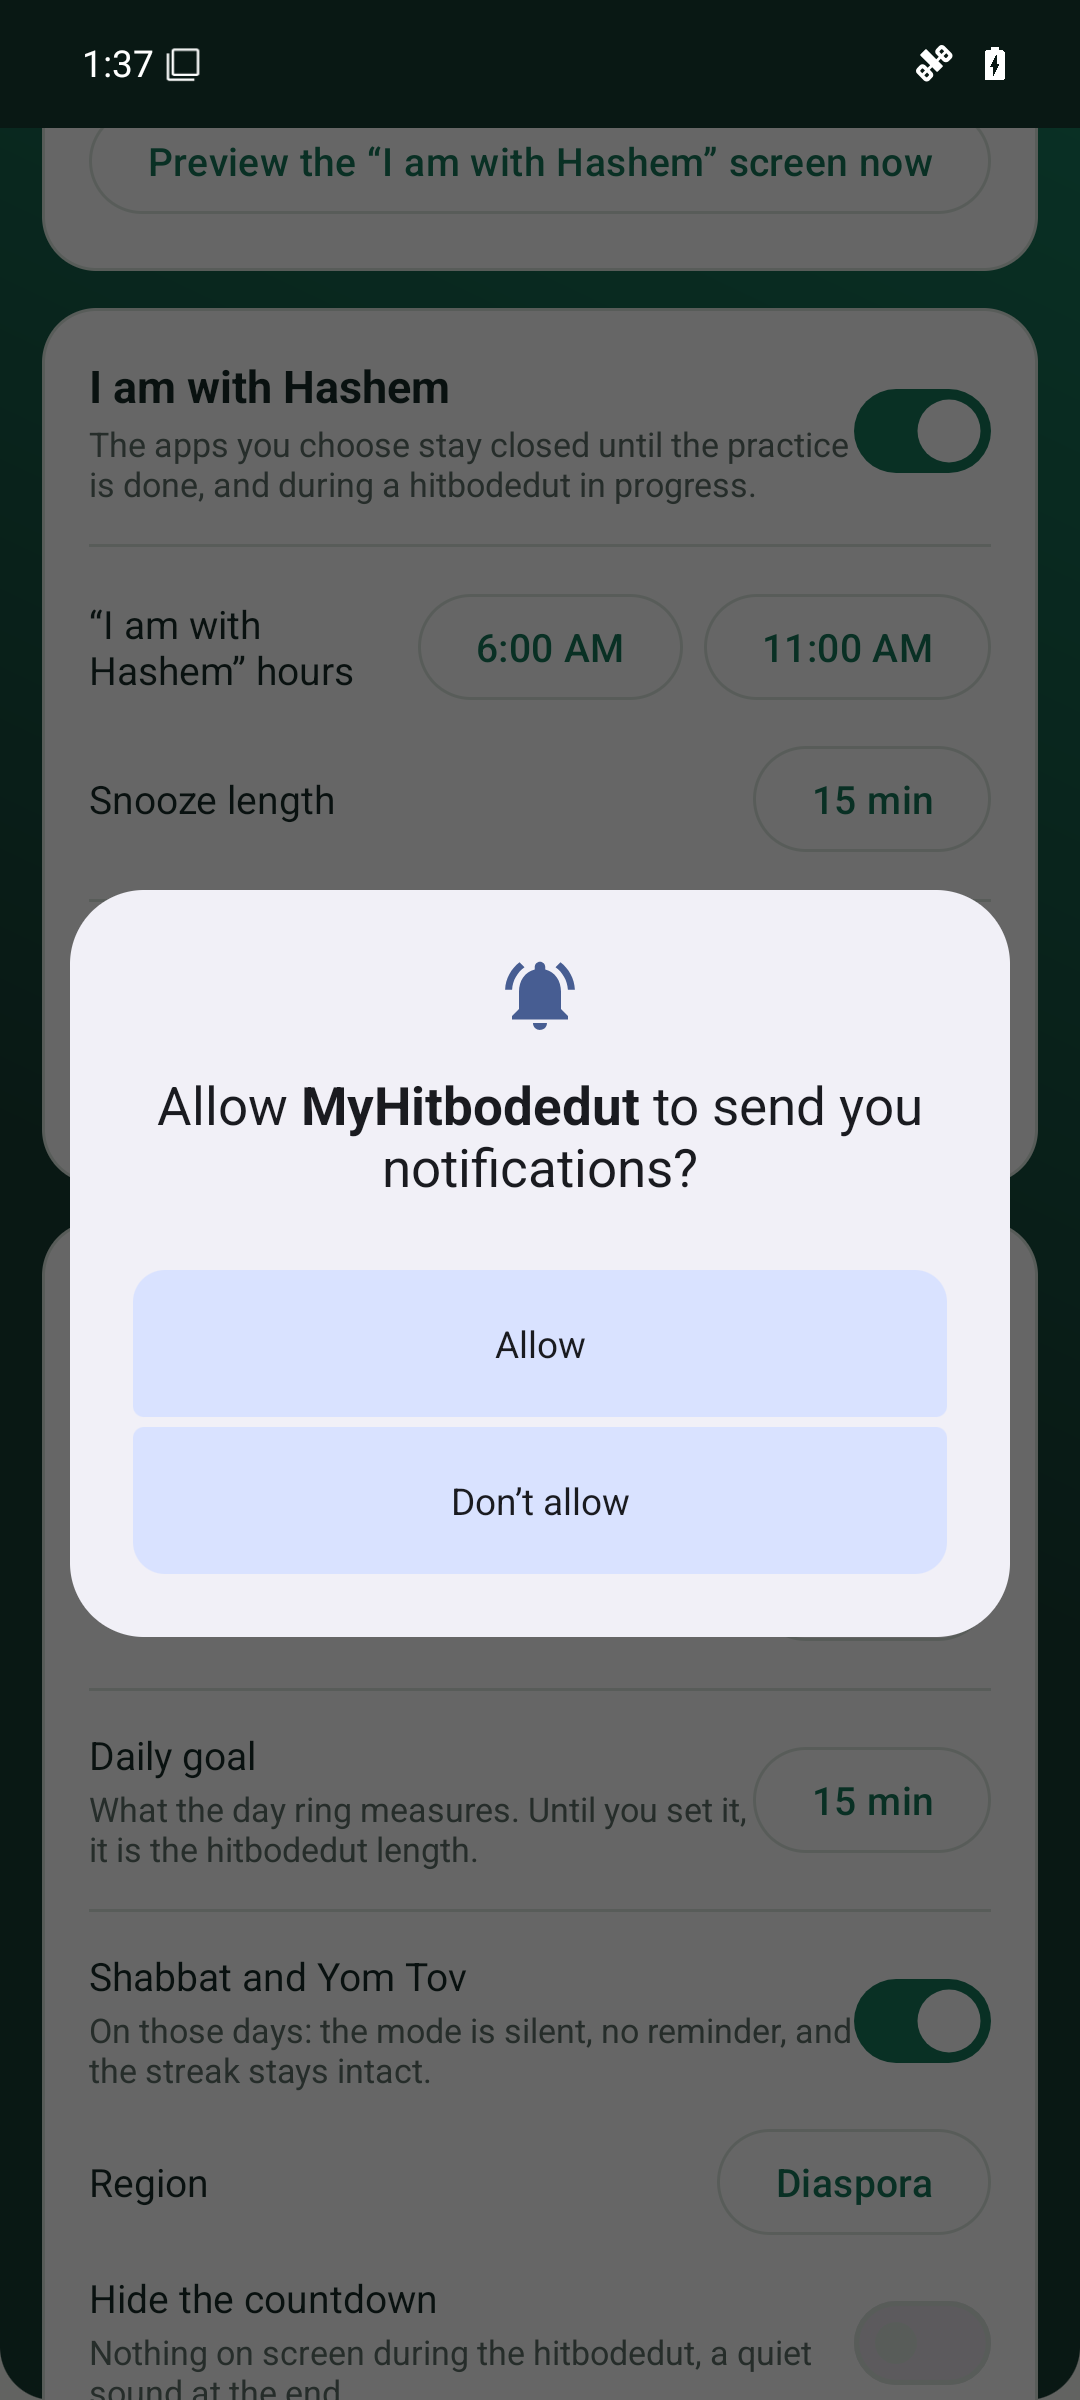 1:37
Preview the “I am with Hashem” screen now
I am with Hashem
The apps you choose stay closed until the practice
is done, and during a hitbodedut in progress.
“I am with
Hashem” hours
6:00 AM
11:00 AM
Snooze length
15 min
Allow MyHitbodedut to send you
notifications?
Allow
Don’t allow
Daily goal
What the day ring measures. Until you set it,
it is the hitbodedut length.
15 min
Shabbat and Yom Tov
On those days: the mode is silent, no reminder, and
the streak stays intact.
Region
Diaspora
Hide the countdown
Nothing on screen during the hitbodedut, a quiet
sound at the end